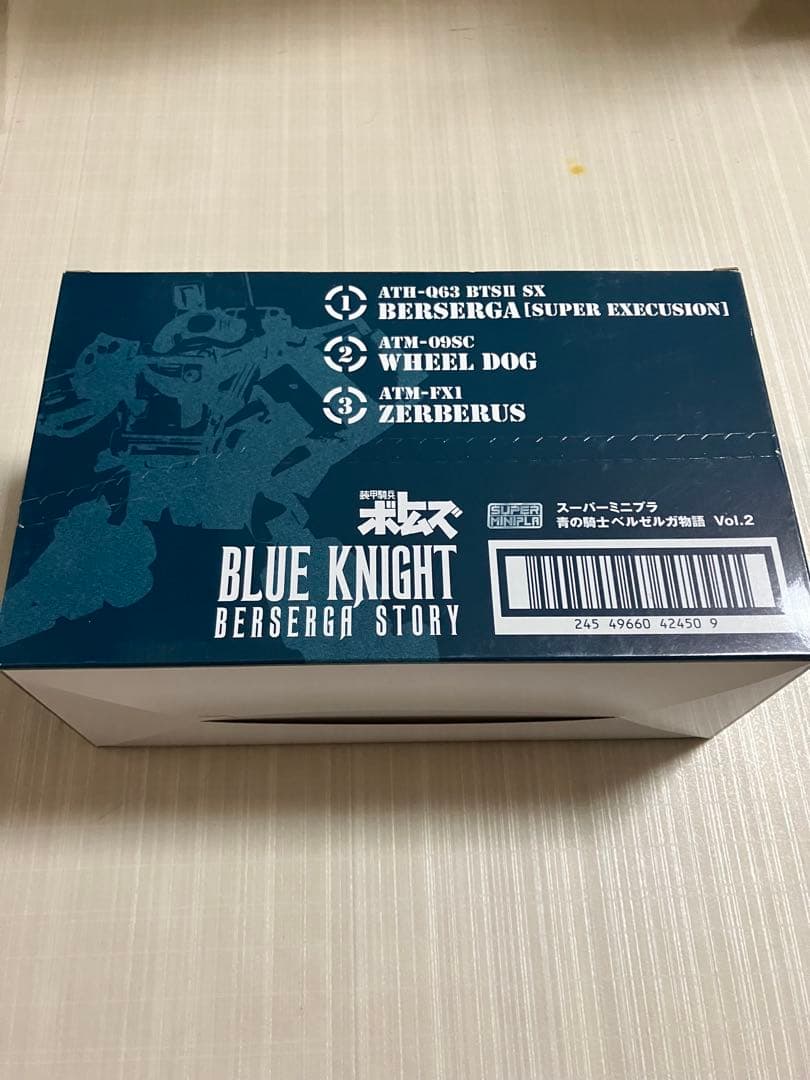 1 ATH-Q63 BTSII SX
BERSERGA [SUPER EXECUSION]
2 ATM-09SC
WHEEL DOG
3 ATM-FX1
ZERBERUS
装甲騎兵
ボトムズ
BLUE KNIGHT
BERSERGA STORY
SUPER
MINIPLA
スーパーミニプラ
青の騎士ベルゼルガ物語 Vol.2
245 49660 42450 9